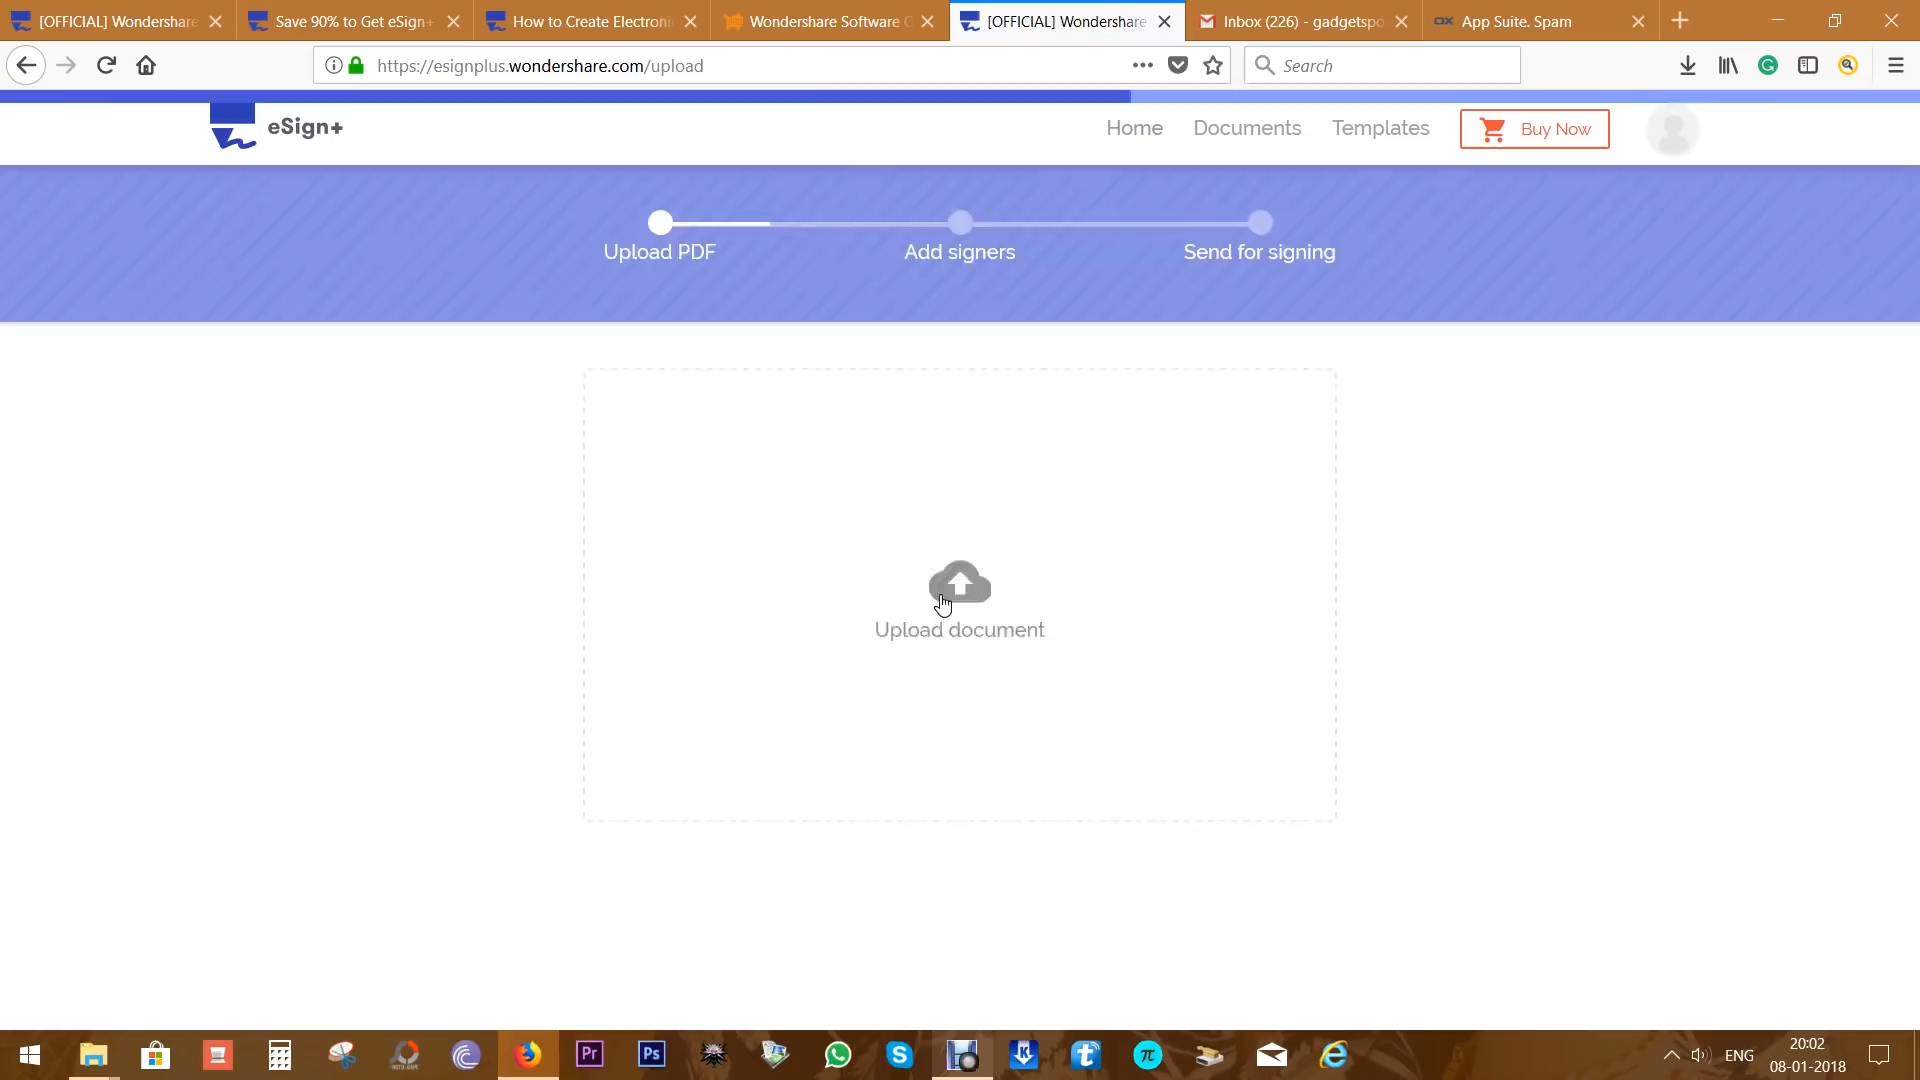 [OFFICIAL] Wondershare
Save 90% to Get eSign+
How to Create Electroni
Wondershare Software
[OFFICIAL] Wondershare
Inbox (226) - gadgetspo
App Suite. Spam
https://esignplus.wondershare.com/upload
Search
eSign+
Home
Documents
Templates
Buy Now
Upload PDF
Add signers
Send for signing
Upload document
Pr
Ps
ENG
20:02
08-01-2018